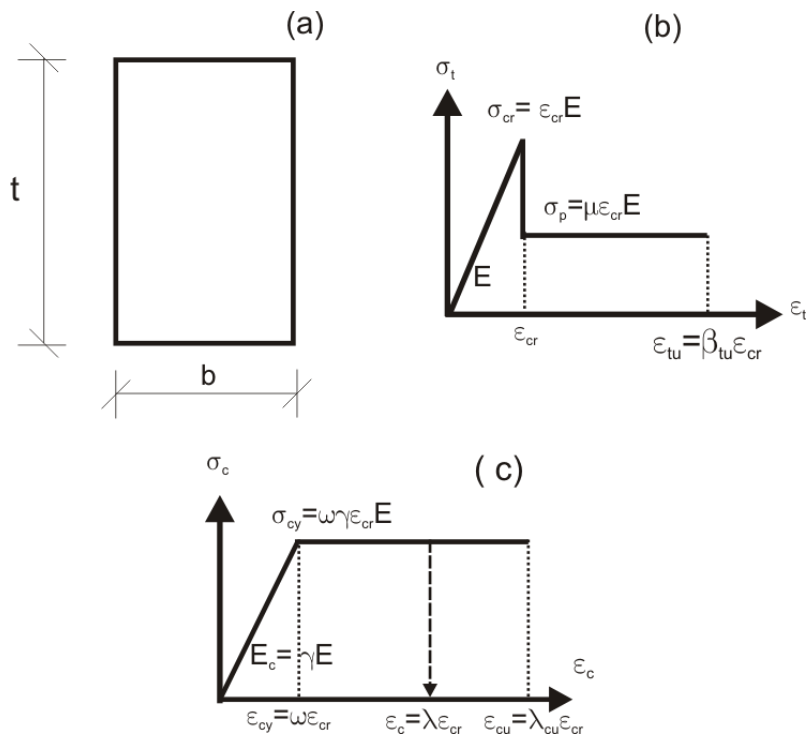 (a)
t
b
(b)
σt
σcr= εcrE
σp=μεcrE
E
εt
εcr
εtu=βtuεcr
( c)
σc
σcy=ωγεcrE
Ec= γE
εc
εcy=ωεcr
εc=λεcr
εcu=λcuεcr